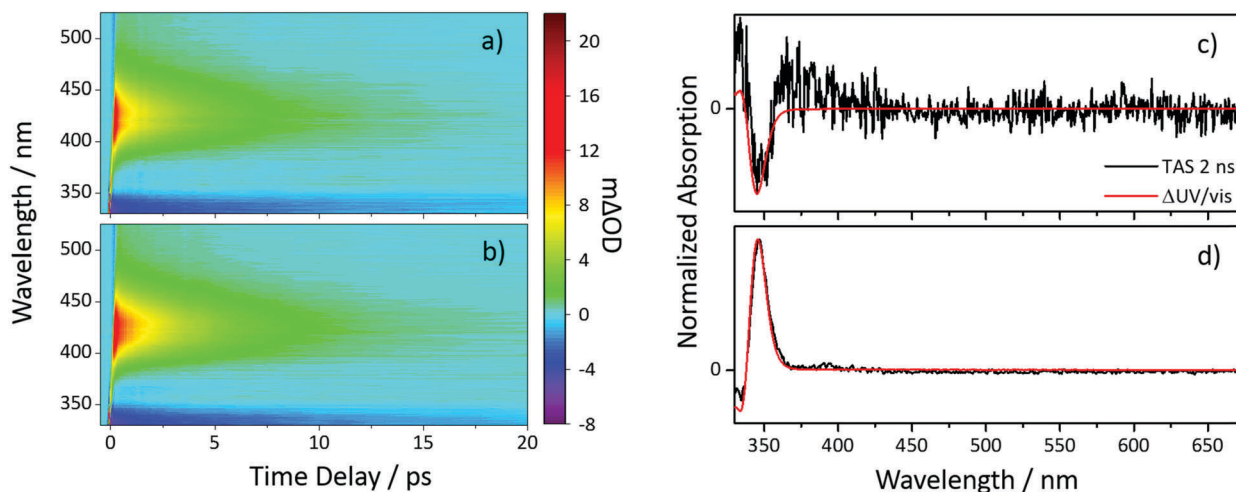 a)
500
450
400
350
Wavelength / nm
b)
500
450
400
350
0
5
10
15
20
Time Delay / ps
20
16
12
8
4
0
-4
-8
mΔOD
c)
0
TAS 2 ns
ΔUV/vis
d)
0
Normalized Absorption
350
400
450
500
550
600
650
Wavelength / nm